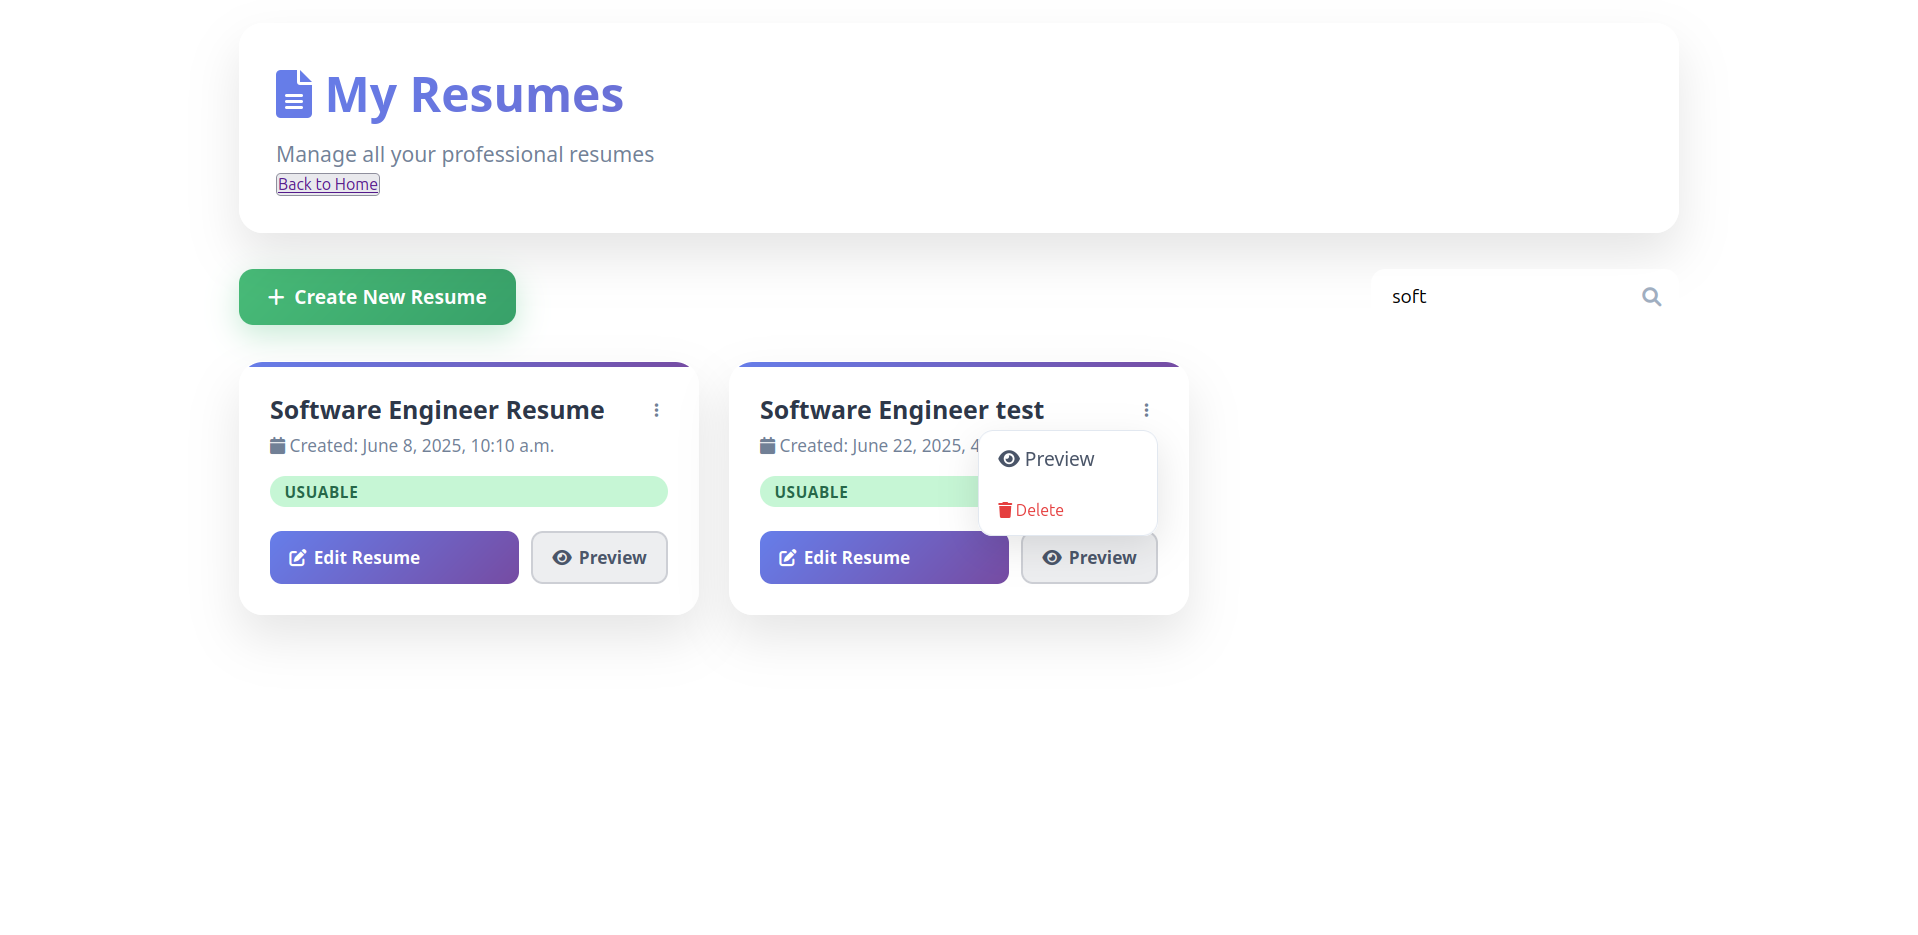 My Resumes
Manage all your professional resumes
Back to Home
Create New Resume
soft
Software Engineer Resume
Created: June 8, 2025, 10:10 a.m.
USUABLE
Edit Resume
Preview
Software Engineer test
Created: June 22, 2025, 4
USUABLE
Preview
Delete
Edit Resume
Preview